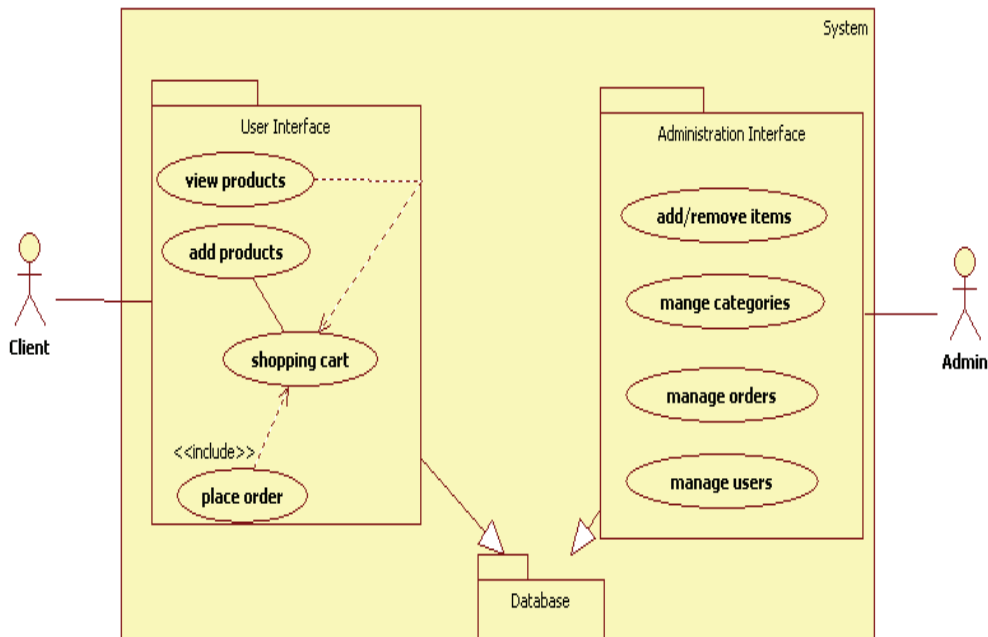 System
User Interface
view products
add products
shopping cart
<<include>>
place order
Client
Administration Interface
add/remove items
mange categories
manage orders
manage users
Admin
Database